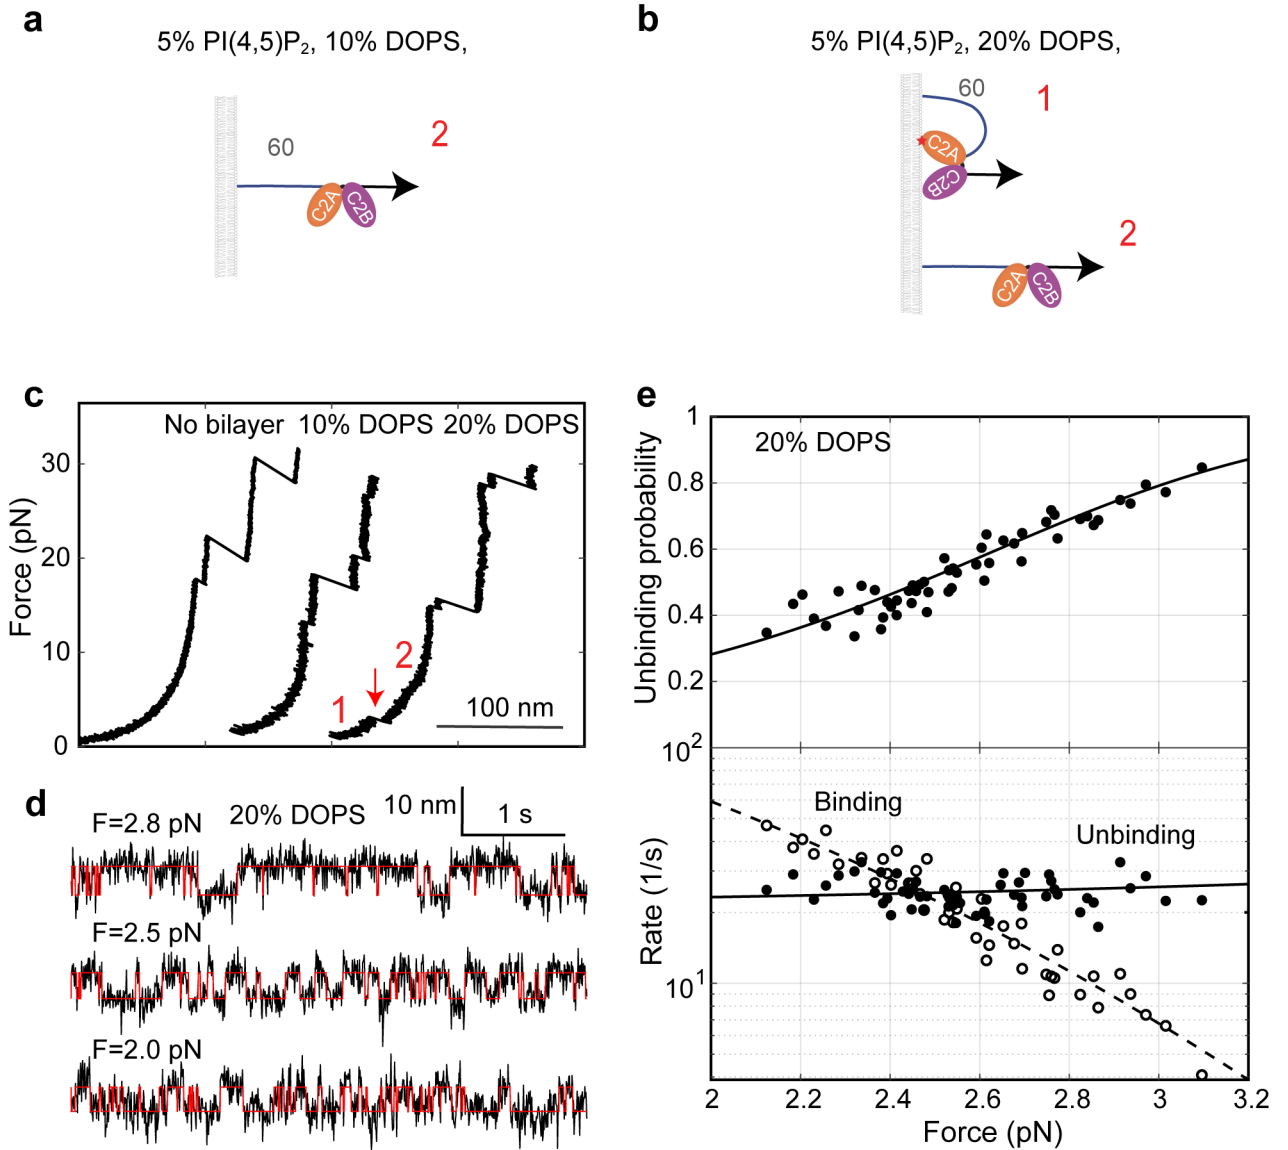 a
5% PI(4,5)P2, 10% DOPS,
60
2
C2A
C2B
b
5% PI(4,5)P2, 20% DOPS,
60
1
C2A
C2B
2
C2A
C2B
c
No bilayer 10% DOPS 20% DOPS
30
20
10
0
Force (pN)
1
2
100 nm
d
20% DOPS
10 nm
1 s
F=2.8 pN
F=2.5 pN
F=2.0 pN
e
20% DOPS
1
0.8
0.6
0.4
0.2
Unbinding probability
10²
10¹
Rate (1/s)
Binding
Unbinding
2 2.2 2.4 2.6 2.8 3 3.2
Force (pN)